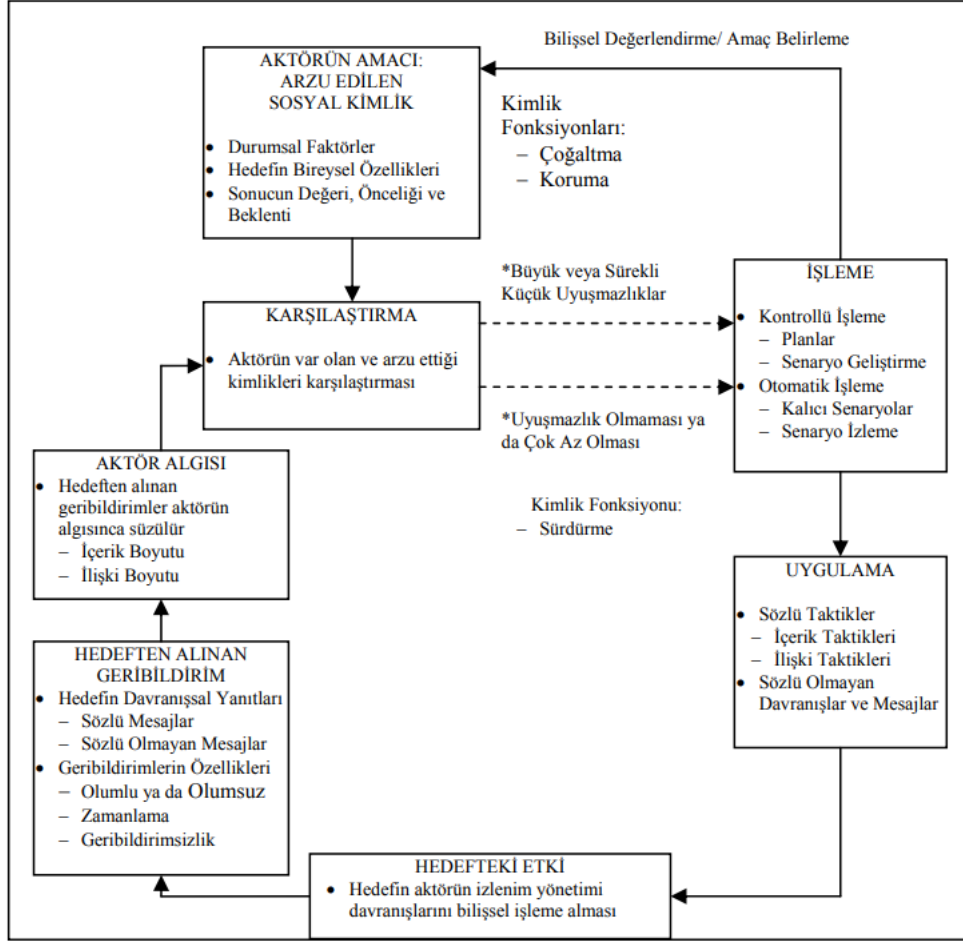 Bilişsel Değerlendirme/ Amaç Belirleme
AKTÖRÜN AMACI:
ARZU EDİLEN
SOSYAL KİMLİK
• Durumsal Faktörler
• Hedefin Bireysel Özellikleri
• Sonucun Değeri, Önceliği ve
Beklenti
Kimlik
Fonksiyonları:
– Çoğaltma
– Koruma
KARŞILAŞTIRMA
• Aktörün var olan ve arzu ettiği
kimlikleri karşılaştırması
*Büyük veya Sürekli
Küçük Uyuşmazlıklar
*Uyuşmazlık Olmaması ya
da Çok Az Olması
Kimlik Fonksiyonu:
– Sürdürme
İŞLEME
• Kontrollü İşleme
– Planlar
– Senaryo Geliştirme
• Otomatik İşleme
– Kalıcı Senaryolar
– Senaryo İzleme
UYGULAMA
• Sözlü Taktikler
– İçerik Taktikleri
– İlişki Taktikleri
• Sözlü Olmayan
Davranışlar ve Mesajlar
AKTÖR ALGISI
• Hedeften alınan
geribildirimler aktörün
algısınca süzülür
– İçerik Boyutu
– İlişki Boyutu
HEDEFTEN ALINAN
GERİBİLDİRİM
• Hedefin Davranışsal Yanıtları
– Sözlü Mesajlar
– Sözlü Olmayan Mesajlar
• Geribildirimlerin Özellikleri
– Olumlu ya da Olumsuz
– Zamanlama
– Geribildirimsizlik
HEDEFTEKİ ETKİ
• Hedefin aktörün izlenim yönetimi
davranışlarını bilişsel işleme alması